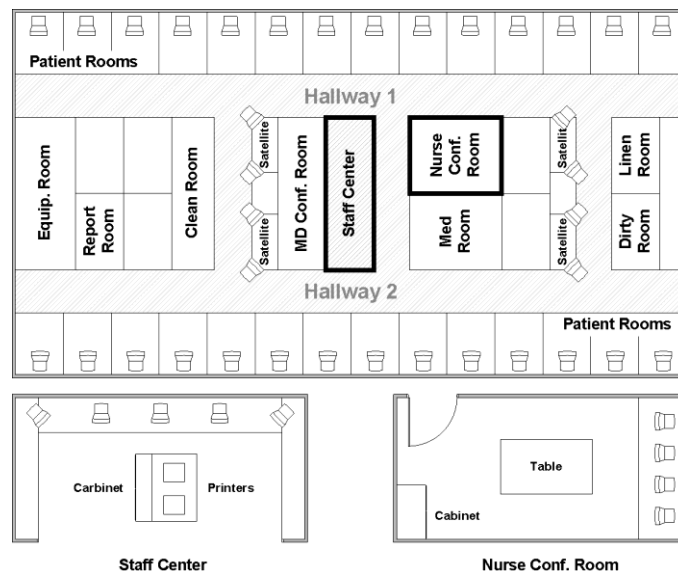 Patient Rooms
Hallway 1
Equip. Room
Report
Room
Clean Room
Satellite
Satellite
MD Conf. Room
Staff Center
Nurse
Conf.
Room
Med
Room
Satellite
Satellite
Linen
Room
Dirty
Room
Hallway 2
Patient Rooms
Carbinet
Printers
Staff Center
Table
Cabinet
Nurse Conf. Room